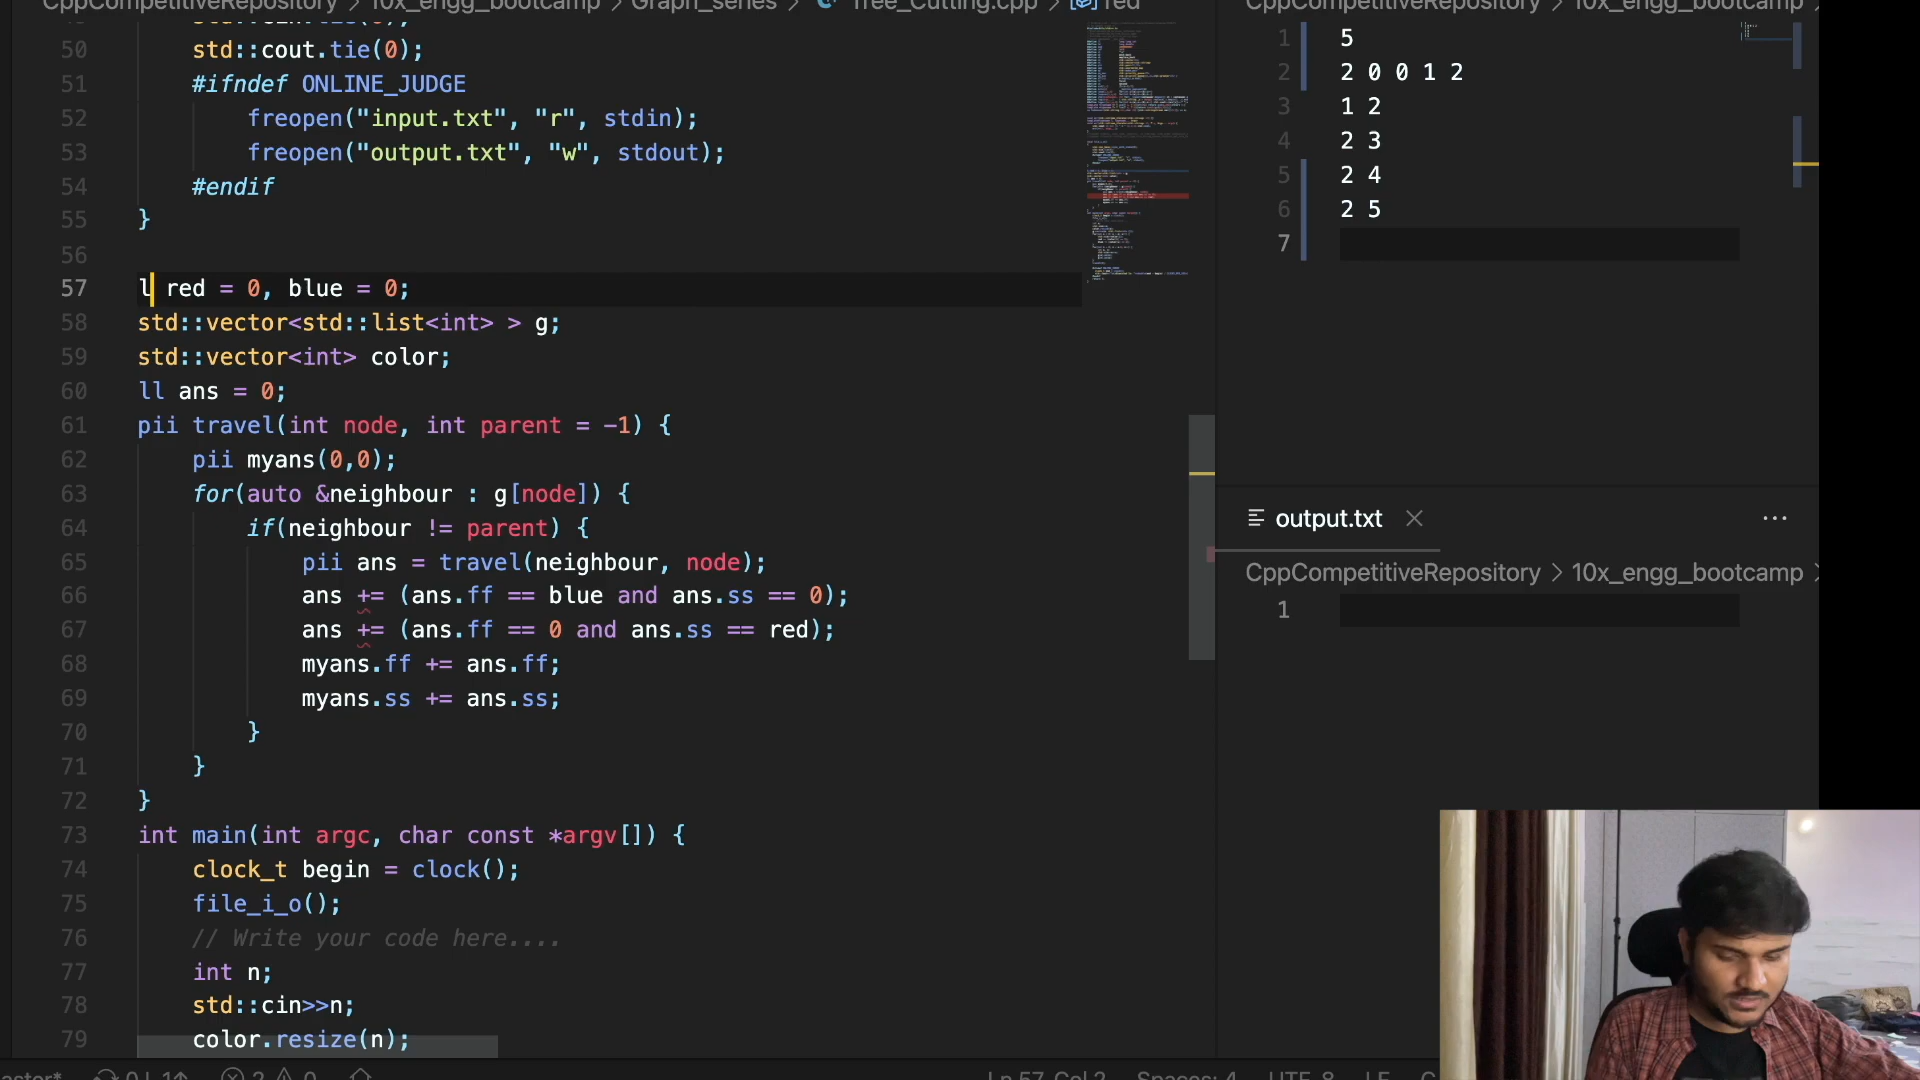 CppCompetitiveRepository > 10x_engg_bootcamp > Graph_series > Tree_Cutting.cpp > red
50 std::cout.tie(0);
51 #ifndef ONLINE_JUDGE
52 freopen("input.txt", "r", stdin);
53 freopen("output.txt", "w", stdout);
54 #endif
55 }
56
57 l red = 0, blue = 0;
58 std::vector<std::list<int> > g;
59 std::vector<int> color;
60 ll ans = 0;
61 pii travel(int node, int parent = -1) {
62 pii myans(0,0);
63 for(auto &neighbour : g[node]) {
64 if(neighbour != parent) {
65 pii ans = travel(neighbour, node);
66 ans += (ans.ff == blue and ans.ss == 0);
67 ans += (ans.ff == 0 and ans.ss == red);
68 myans.ff += ans.ff;
69 myans.ss += ans.ss;
70 }
71 }
72 }
73 int main(int argc, char const *argv[]) {
74 clock_t begin = clock();
75 file_i_o();
76 // Write your code here....
77 int n;
78 std::cin>>n;
79 color.resize(n);
CppCompetitiveRepository > 10x_engg_bootcamp >
1 5
2 2 0 0 1 2
3 1 2
4 2 3
5 2 4
6 2 5
7
output.txt
CppCompetitiveRepository > 10x_engg_bootcamp >
1
Ln 57, Col 2 Spaces: 4 UTF-8 LF